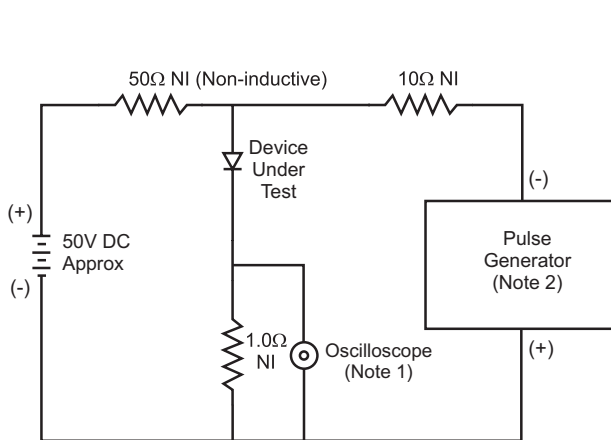 50Ω NI (Non-inductive)
10Ω NI
Device
Under
Test
(-)
(+)
50V DC
Approx
(-)
Pulse
Generator
(Note 2)
1.0Ω
NI
Oscilloscope
(Note 1)
(+)